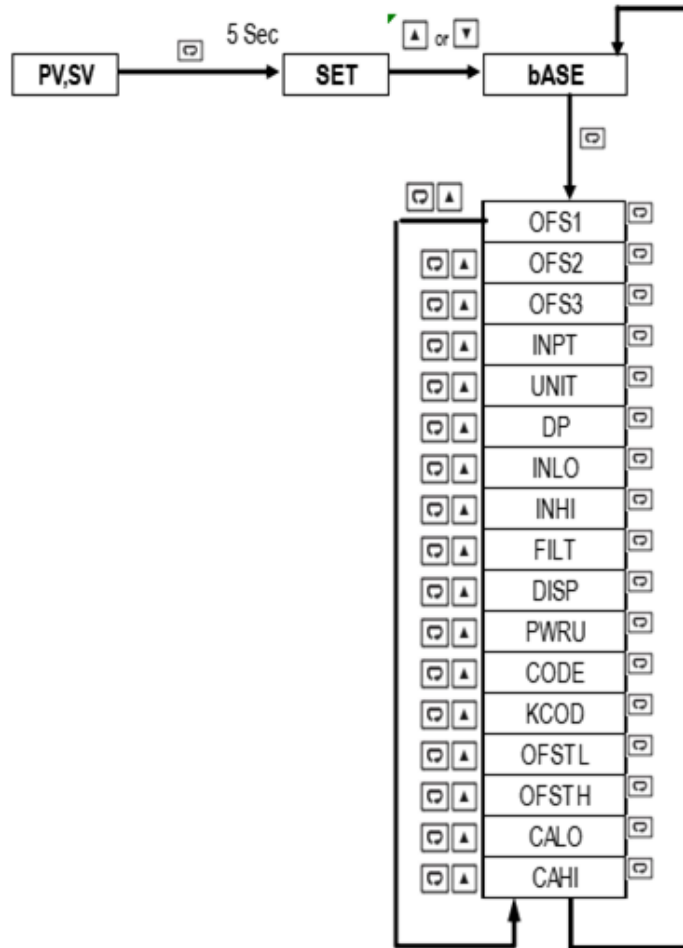 5 Sec
or
PV,SV
SET
bASE
OFS1
OFS2
OFS3
INPT
UNIT
DP
INLO
INHI
FILT
DISP
PWRU
CODE
KCOD
OFSTL
OFSTH
CALO
CAHI